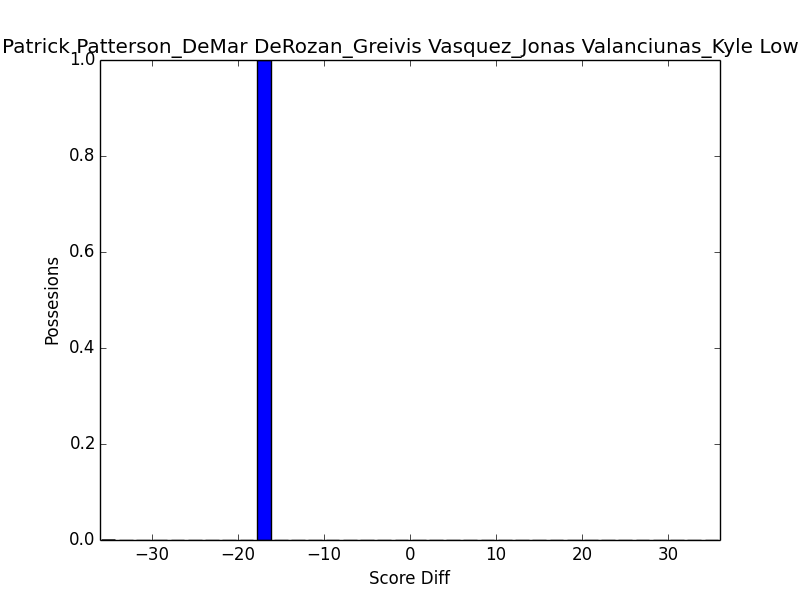 Patrick Patterson_DeMar DeRozan_Greivis Vasquez_Jonas Valanciunas_Kyle Low
1.0
0.8
0.6
0.4
0.2
0.0
Possesions
−30 −20 −10 0 10 20 30
Score Diff